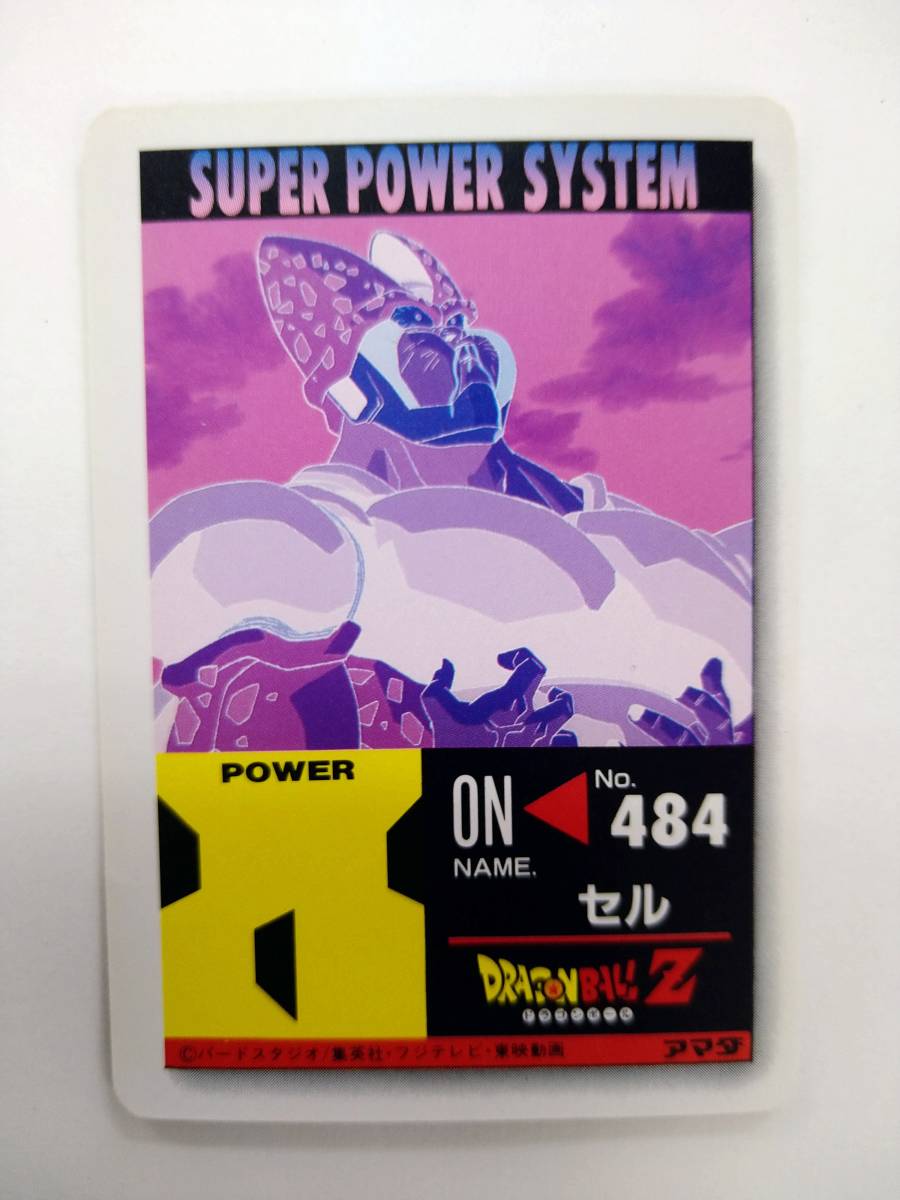 SUPER POWER SYSTEM
POWER
ON
No.
484
NAME.
セル
DRAGON BALL Z
ドラゴンボール
©バードスタジオ/集英社・フジテレビ・東映動画
アマダ